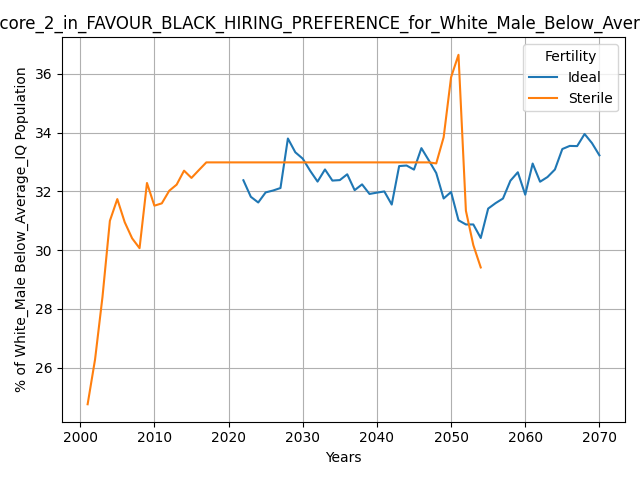 core_2_in_FAVOUR_BLACK_HIRING_PREFERENCE_for_White_Male_Below_Aver
Fertility
Ideal
Sterile
% of White_Male Below_Average_IQ Population
36
34
32
30
28
26
2000 2010 2020 2030 2040 2050 2060 2070
Years